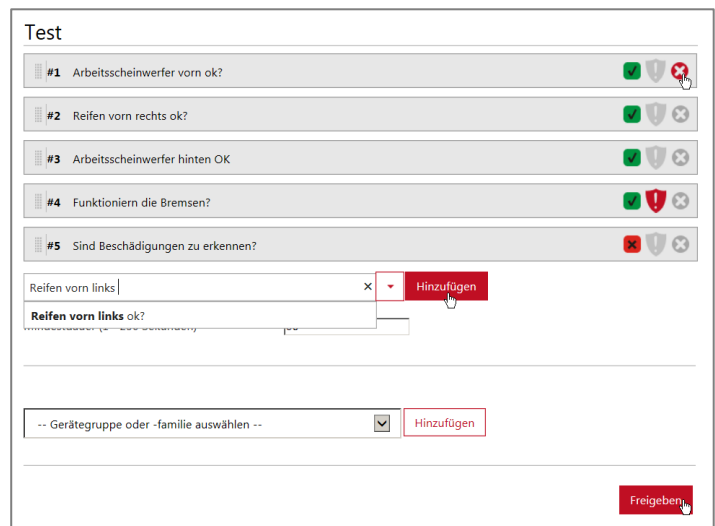 Test
#1 Arbeitsscheinwerfer vorn ok?
#2 Reifen vorn rechts ok?
#3 Arbeitsscheinwerfer hinten OK
#4 Funktioniern die Bremsen?
#5 Sind Beschädigungen zu erkennen?
Reifen vorn links Hinzufügen
Reifen vorn links ok?
-- Gerätegruppe oder -familie auswählen -- Hinzufügen
Freigeben